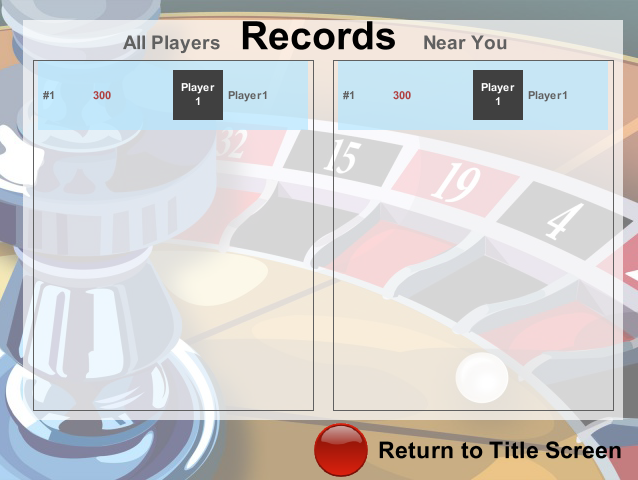 Records
All Players
Near You
#1 300 Player 1 Player1
#1 300 Player 1 Player1
32 15 19 4
Return to Title Screen